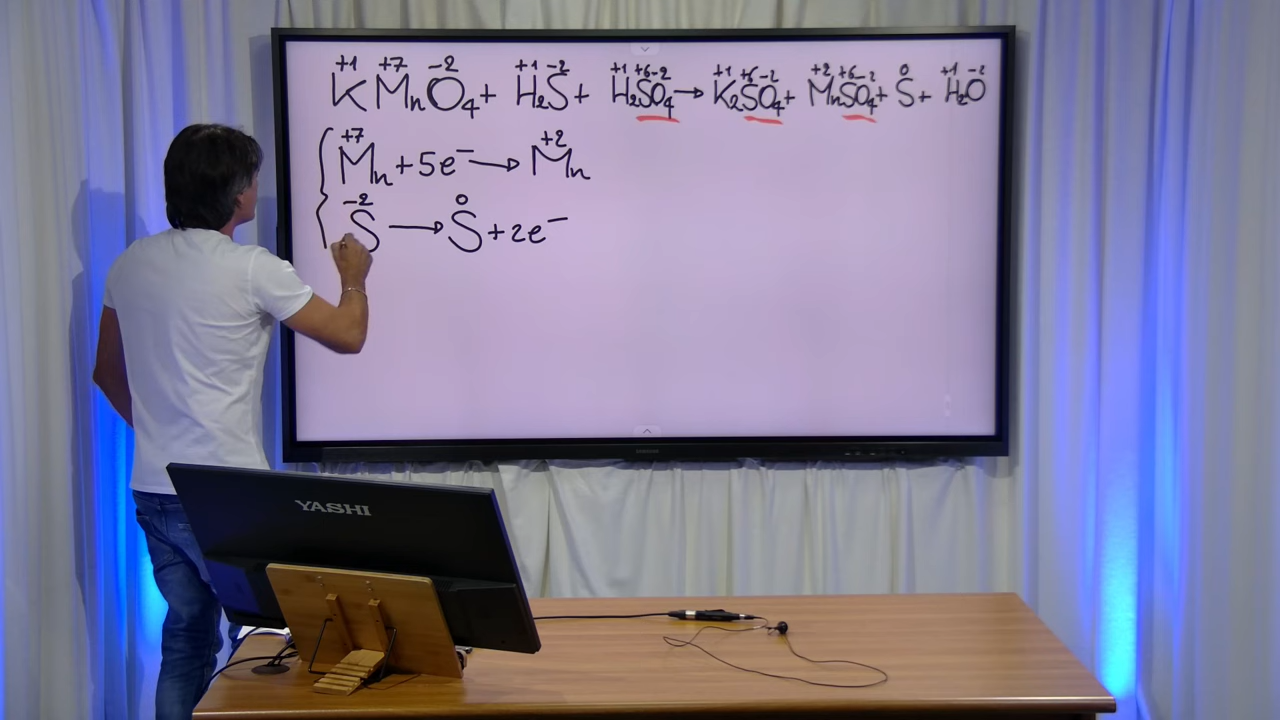 +1 +7 -2 +1 -2 +1 +6 -2 +1 +6 -2 +2 +6 -2 0 +1 -2
KMnO4 + H2S + H2SO4 → K2SO4 + MnSO4 + S + H2O
+7 +2
Mn + 5e⁻ → Mn
-2 0
S → S + 2e⁻
YASHI